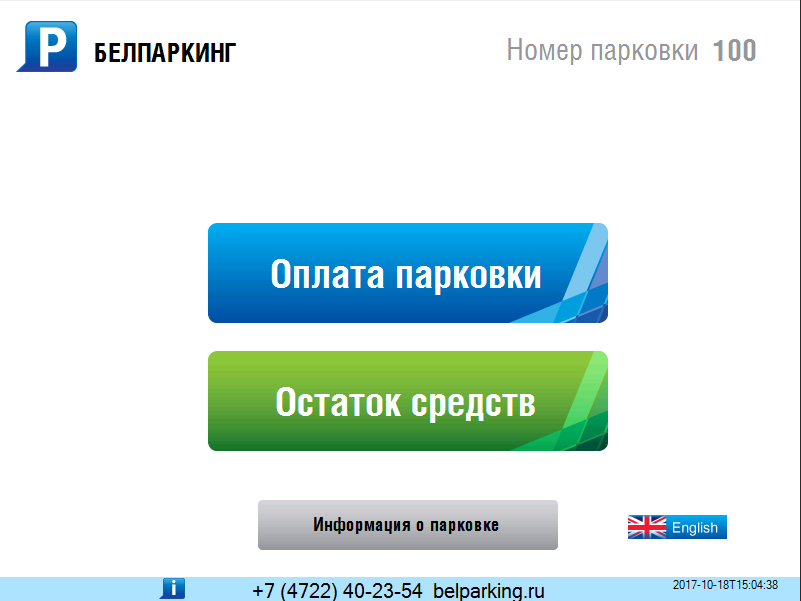 P БЕЛПАРКИНГ
Номер парковки 100
Оплата парковки
Остаток средств
Информация о парковке
English
i
+7 (4722) 40-23-54 belparking.ru
2017-10-18T15:04:38